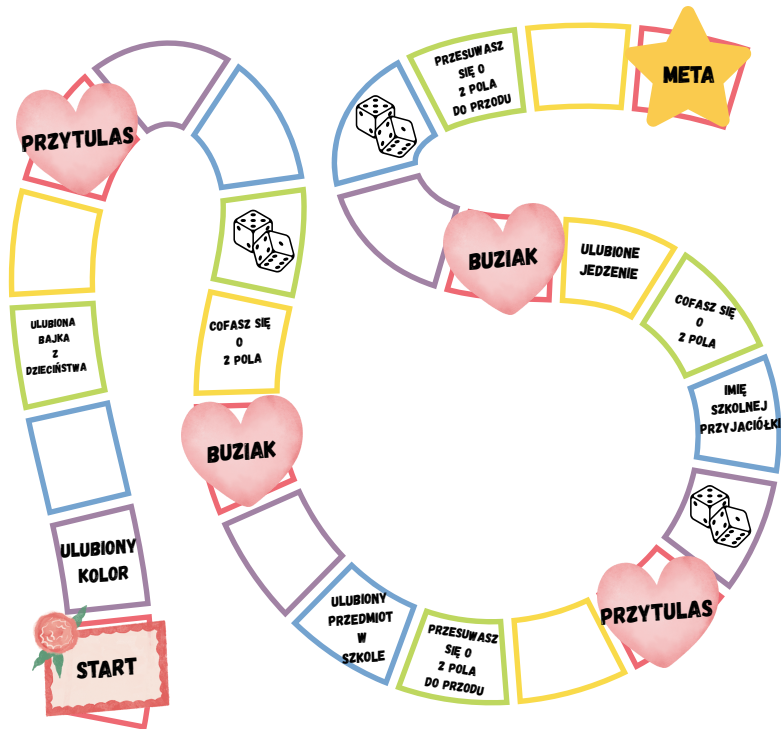 START
ULUBIONY
KOLOR
ULUBIONA
BAJKA
Z
DZIECIŃSTWA
PRZYTULAS
COFASZ SIĘ
O
2 POLA
BUZIAK
ULUBIONY
PRZEDMIOT
W
SZKOLE
PRZESUWASZ
SIĘ O
2 POLA
DO PRZODU
PRZYTULAS
IMIĘ
SZKOLNEJ
PRZYJACIÓŁKI
COFASZ SIĘ
O
2 POLA
ULUBIONE
JEDZENIE
BUZIAK
PRZESUWASZ
SIĘ O
2 POLA
DO PRZODU
META